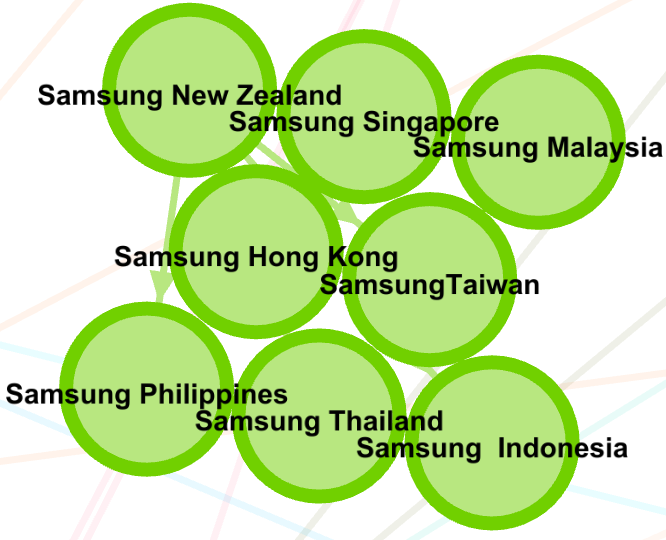 Samsung New Zealand
Samsung Singapore
Samsung Malaysia
Samsung Hong Kong
SamsungTaiwan
Samsung Philippines
Samsung Thailand
Samsung  Indonesia